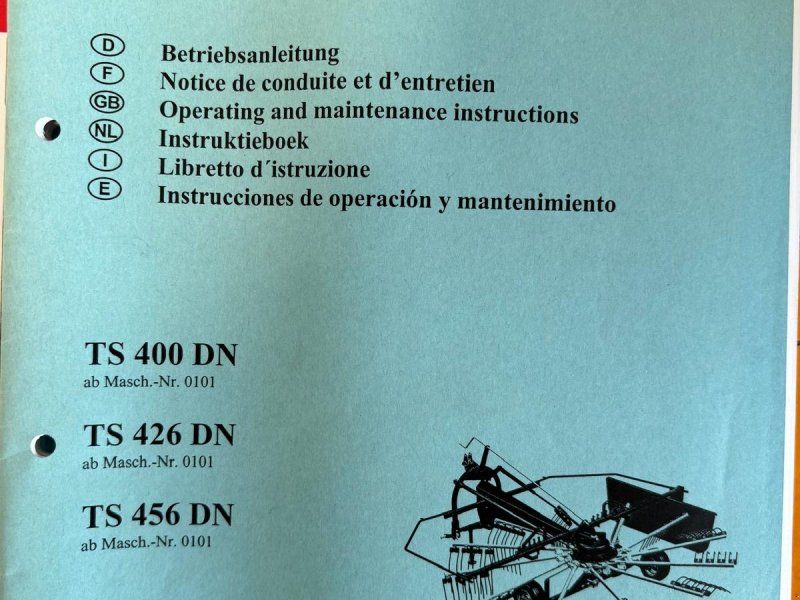 D Betriebsanleitung
F Notice de conduite et d'entretien
GB Operating and maintenance instructions
NL Instruktieboek
I Libretto d´istruzione
E Instrucciones de operación y mantenimiento
TS 400 DN
ab Masch.-Nr. 0101
TS 426 DN
ab Masch.-Nr. 0101
TS 456 DN
ab Masch.-Nr. 0101